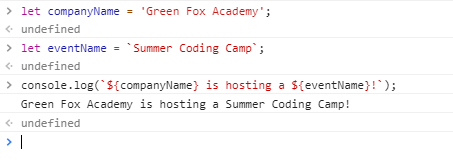 > let companyName = 'Green Fox Academy';
< undefined
> let eventName = `Summer Coding Camp`;
< undefined
> console.log(`${companyName} is hosting a ${eventName}!`);
Green Fox Academy is hosting a Summer Coding Camp!
< undefined
>